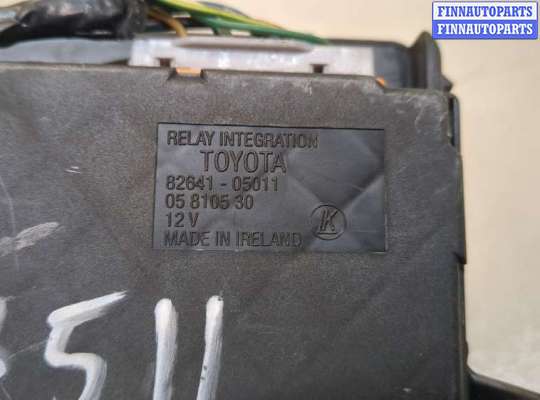 FINNAUTOPARTS
FINNAUTOPARTS
RELAY INTEGRATION
TOYOTA
82641 - 05011
05 8105 30
12 V
K
MADE IN IRELAND
511